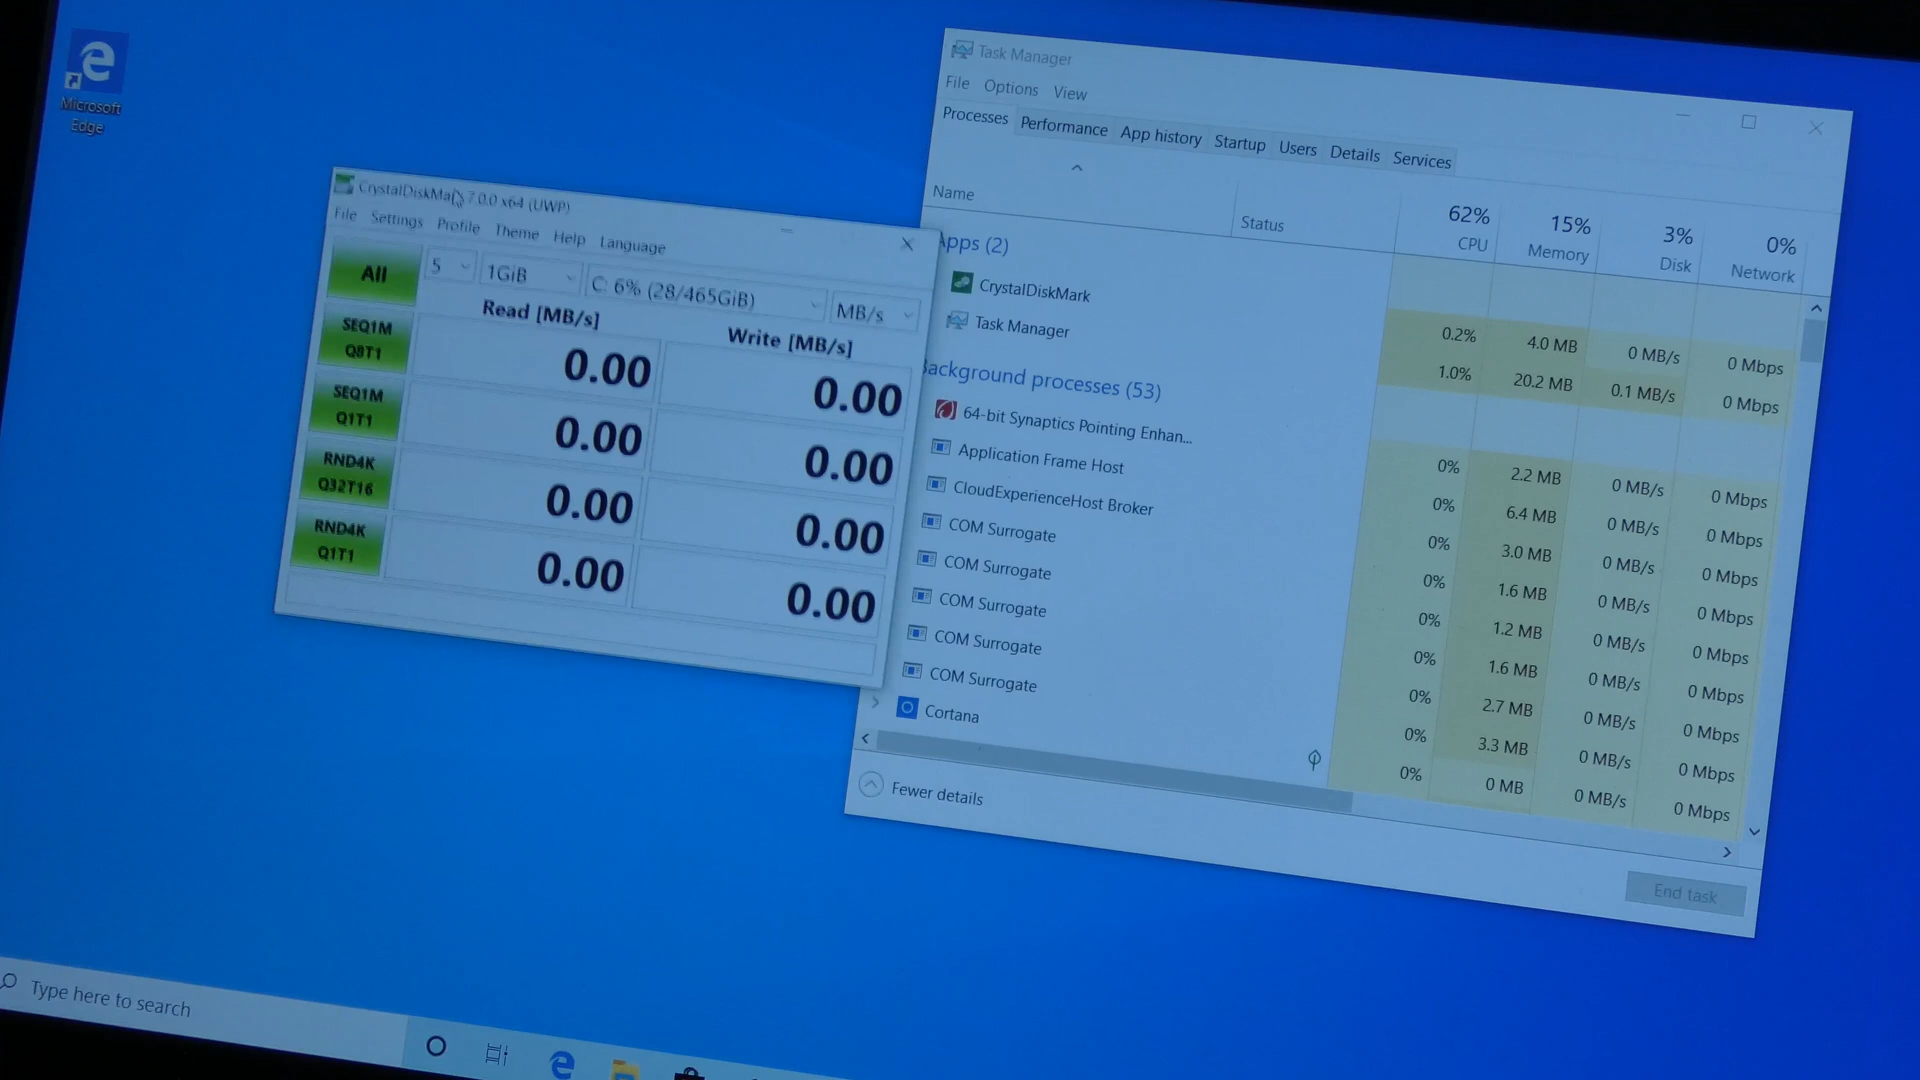 Microsoft
Edge
CrystalDiskMark 7.0.0 x64 (UWP)
File Settings Profile Theme Help Language
All 5 1GiB C: 6% (28/465GiB) MB/s
Read [MB/s] Write [MB/s]
SEQ1M
Q8T1
0.00 0.00
SEQ1M
Q1T1
0.00 0.00
RND4K
Q32T16
0.00 0.00
RND4K
Q1T1
0.00 0.00
Task Manager
File Options View
Processes Performance App history Startup Users Details Services
62% 15% 3% 0%
Name Status CPU Memory Disk Network
Apps (2)
CrystalDiskMark 0.2% 4.0 MB 0 MB/s 0 Mbps
Task Manager 1.0% 20.2 MB 0.1 MB/s 0 Mbps
Background processes (53)
64-bit Synaptics Pointing Enhan... 0% 2.2 MB 0 MB/s 0 Mbps
Application Frame Host 0% 6.4 MB 0 MB/s 0 Mbps
CloudExperienceHost Broker 0% 3.0 MB 0 MB/s 0 Mbps
COM Surrogate 0% 1.6 MB 0 MB/s 0 Mbps
COM Surrogate 0% 1.2 MB 0 MB/s 0 Mbps
COM Surrogate 0% 1.6 MB 0 MB/s 0 Mbps
COM Surrogate 0% 2.7 MB 0 MB/s 0 Mbps
COM Surrogate 0% 3.3 MB 0 MB/s 0 Mbps
Cortana 0% 0 MB 0 MB/s 0 Mbps
Fewer details
End task
Type here to search